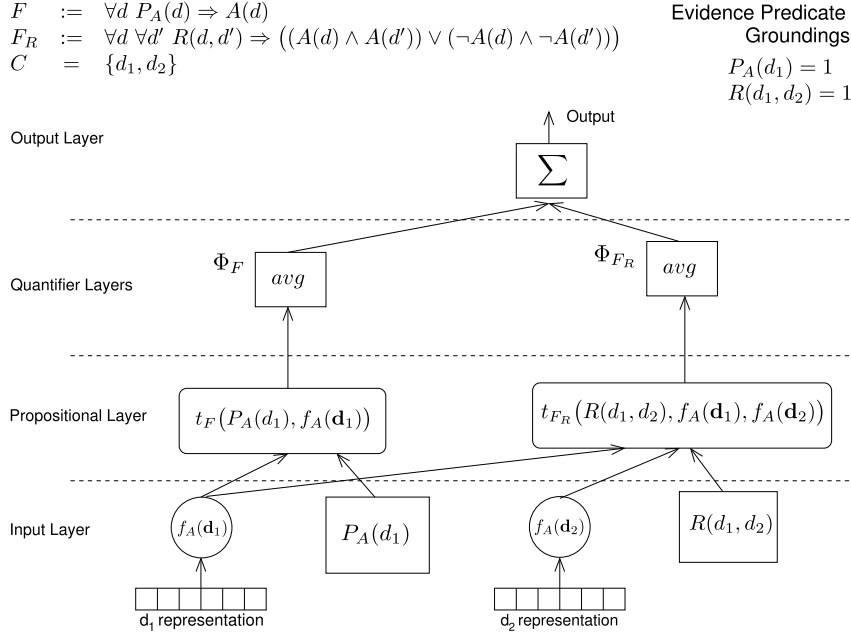 F := ∀d P_A(d) ⇒ A(d)
F_R := ∀d ∀d′ R(d, d′) ⇒ ((A(d) ∧ A(d′)) ∨ (¬A(d) ∧ ¬A(d′)))
C = {d_1, d_2}
Evidence Predicate
Groundings
P_A(d_1) = 1
R(d_1, d_2) = 1
Output
Output Layer
∑
Φ_F
avg
Φ_{F_R}
avg
Quantifier Layers
Propositional Layer
t_F(P_A(d_1), f_A(𝐝_1))
t_{F_R}(R(d_1, d_2), f_A(𝐝_1), f_A(𝐝_2))
Input Layer
f_A(𝐝_1)
P_A(d_1)
f_A(𝐝_2)
R(d_1, d_2)
d_1 representation
d_2 representation